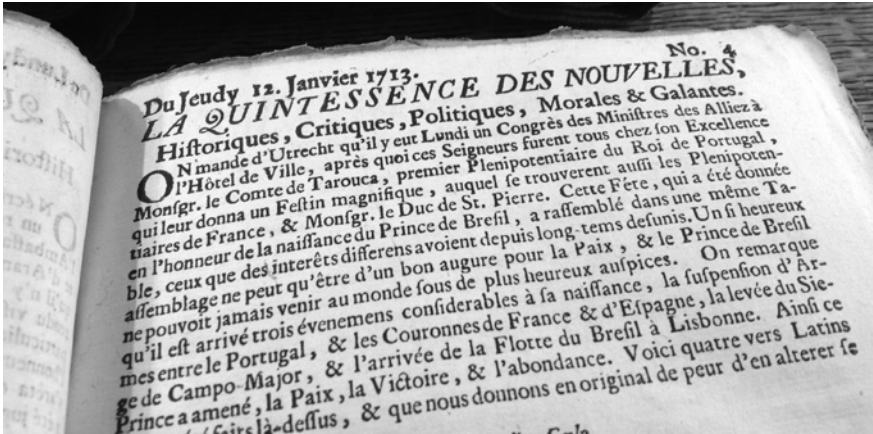 No. 4
Du Jeudy 12. Janvier 1713.
LA QUINTESSENCE DES NOUVELLES,
Hiſtoriques, Critiques, Politiques, Morales & Galantes.
ON mande d'Utrecht qu'il y eut Lundi un Congrès des Miniſtres des Alliez à
l'Hôtel de Ville, après quoi ces Seigneurs furent tous chez ſon Excellence
Monſgr. le Comte de Tarouca, premier Plenipotentiaire du Roi de Portugal,
qui leur donna un Feſtin magnifique, auquel ſe trouverent auſſi les Plenipoten-
tiaires de France, & Monſgr. le Duc de St. Pierre. Cette Fête, qui a été donnée
en l'honneur de la naiſſance du Prince de Breſil, a raſſemblé dans une même Ta-
ble, ceux que des interêts differens avoient depuis long-tems deſunis. Un ſi heureux
aſſemblage ne peut qu'être d'un bon augure pour la Paix, & le Prince de Breſil
ne pouvoit jamais venir au monde ſous de plus heureux auſpices. On remarque
qu'il eſt arrivé trois évenemens conſiderables à ſa naiſſance, la ſuſpenſion d'Ar-
mes entre le Portugal, & les Couronnes de France & d'Eſpagne, la levée du Sie-
ge de Campo-Major, & l'arrivée de la Flotte du Breſil à Lisbonne. Ainſi ce
Prince a amené, la Paix, la Victoire, & l'abondance. Voici quatre vers Latins
faits là-deſſus, & que nous donnons en original de peur d'en alterer ſe